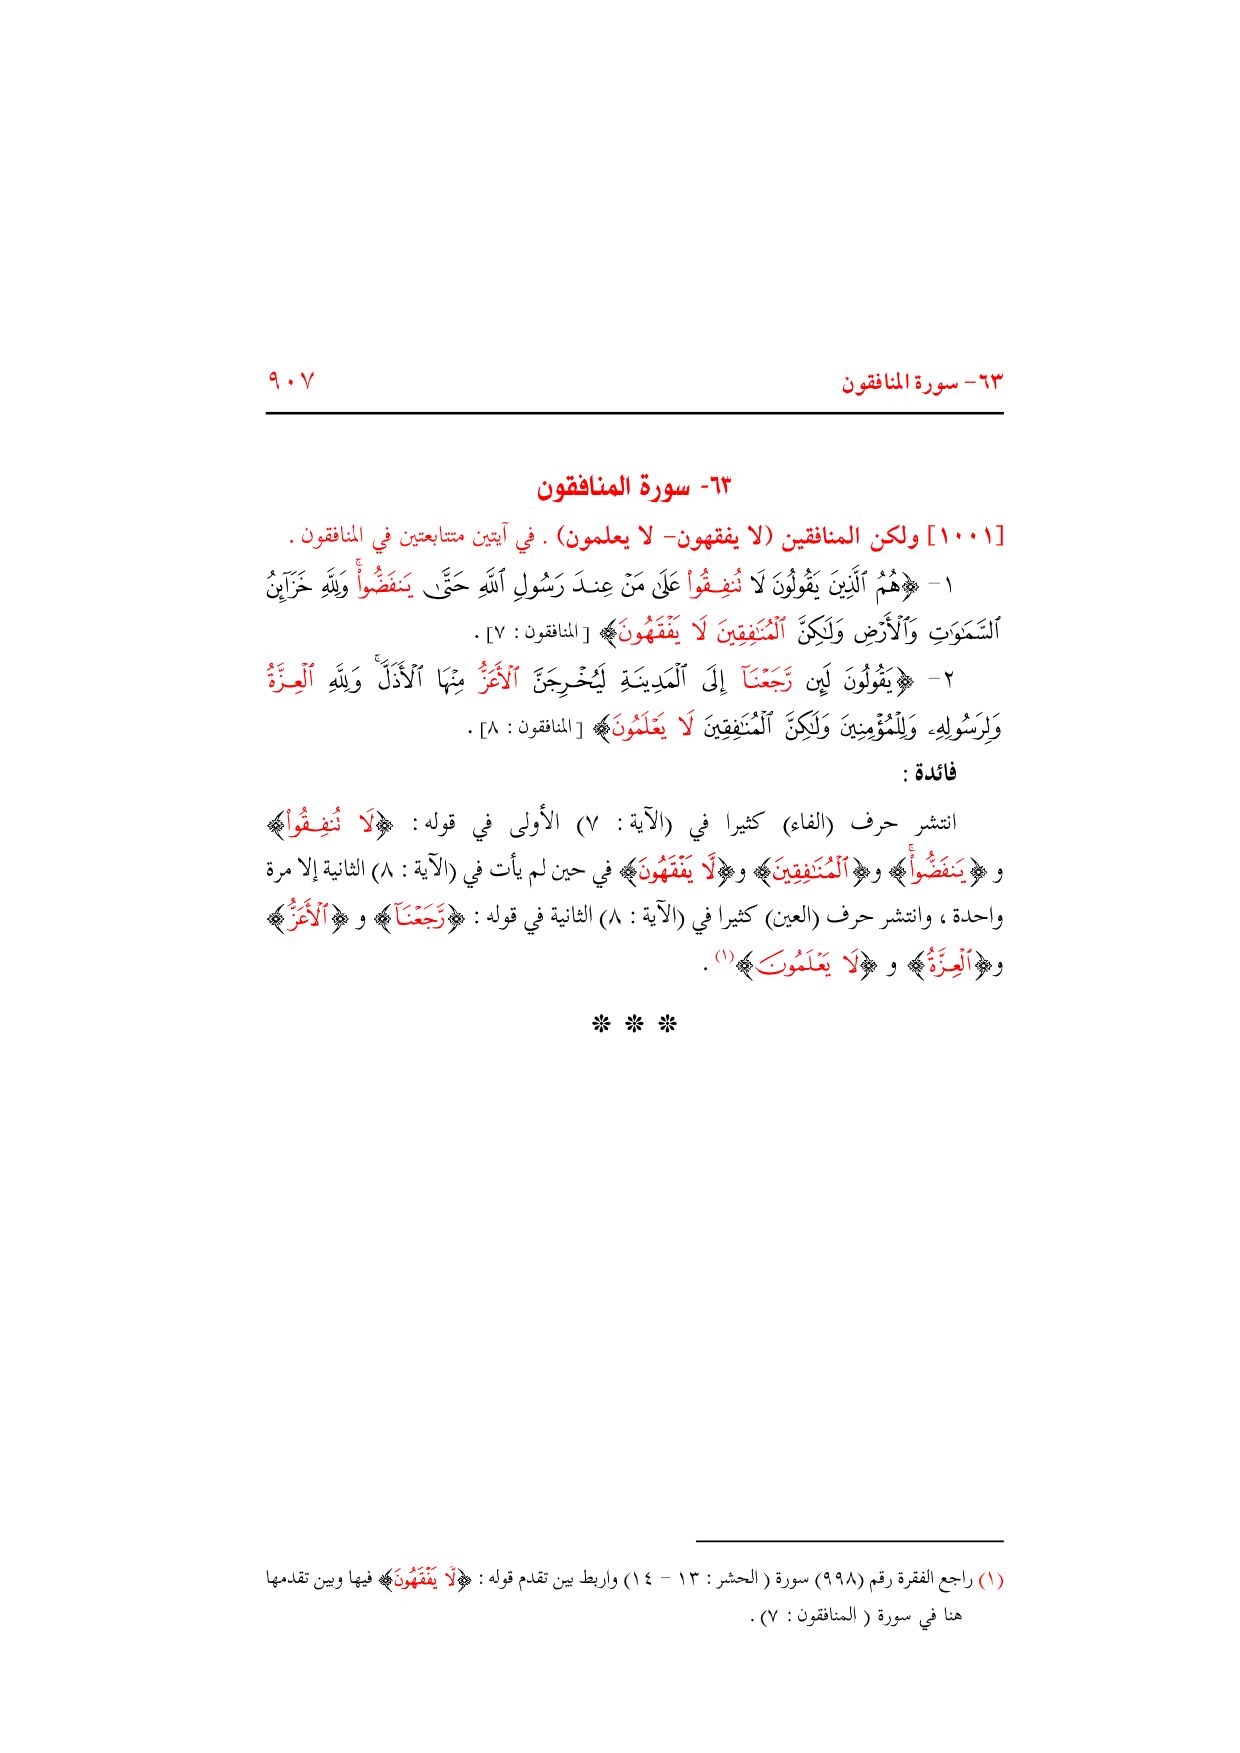 ٦٣- سورة المنافقون ٩٠٧
٦٣- سورة المنافقون
[١٠٠١] ولكن المنافقين (لا يفقهون- لا يعلمون) . في آيتين متتابعتين في المنافقون .
١- ﴿هُمُ ٱلَّذِينَ يَقُولُونَ لَا تُنفِقُوا۟ عَلَىٰ مَنْ عِندَ رَسُولِ ٱللَّهِ حَتَّىٰ يَنفَضُّوا۟ۗ وَلِلَّهِ خَزَآئِنُ
ٱلسَّمَـٰوَٰتِ وَٱلْأَرْضِ وَلَـٰكِنَّ ٱلْمُنَـٰفِقِينَ لَا يَفْقَهُونَ﴾ [المنافقون : ٧] .
٢- ﴿يَقُولُونَ لَئِن رَّجَعْنَآ إِلَى ٱلْمَدِينَةِ لَيُخْرِجَنَّ ٱلْأَعَزُّ مِنْهَا ٱلْأَذَلَّۚ وَلِلَّهِ ٱلْعِزَّةُ
وَلِرَسُولِهِۦ وَلِلْمُؤْمِنِينَ وَلَـٰكِنَّ ٱلْمُنَـٰفِقِينَ لَا يَعْلَمُونَ﴾ [المنافقون : ٨] .
فائدة :
انتشر حرف (الفاء) كثيرا في (الآية : ٧) الأولى في قوله : ﴿لَا تُنفِقُوا۟﴾
و ﴿يَنفَضُّوا۟ۗ﴾ و﴿ٱلْمُنَـٰفِقِينَ﴾ و﴿لَّا يَفْقَهُونَ﴾ في حين لم يأت في (الآية : ٨) الثانية إلا مرة
واحدة ، وانتشر حرف (العين) كثيرا في (الآية : ٨) الثانية في قوله : ﴿رَّجَعْنَآ﴾ و ﴿ٱلْأَعَزُّ﴾
و﴿ٱلْعِزَّةُ﴾ و ﴿لَا يَعْلَمُونَ﴾(١) .
(١) راجع الفقرة رقم (٩٩٨) سورة ( الحشر : ١٣ – ١٤) واربط بين تقدم قوله : ﴿لَّا يَفْقَهُونَ﴾ فيها وبين تقدمها
هنا في سورة ( المنافقون : ٧) .